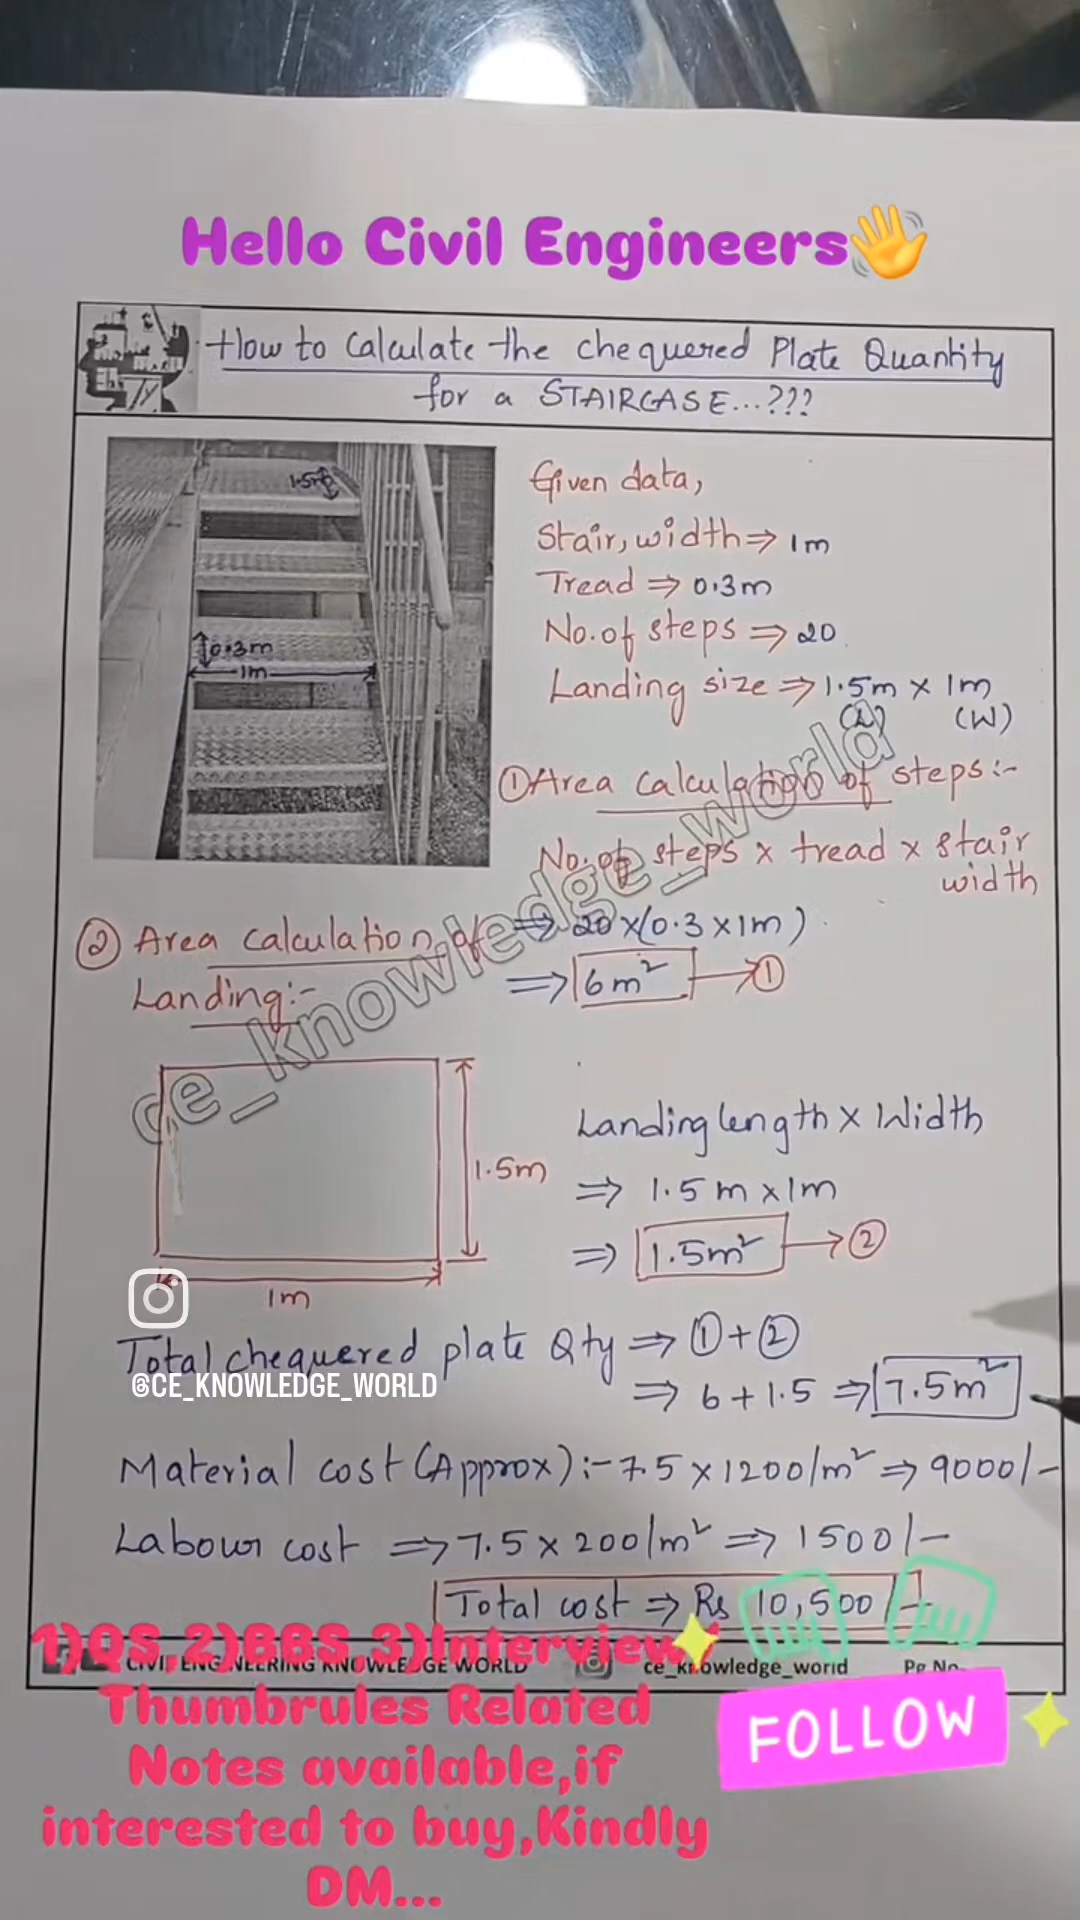 Hello Civil Engineers👋
How to Calculate the chequered Plate Quantity
for a STAIRCASE...???
1.5m
0.3m
1m
Given data,
Stair, width ⇒ 1m
Tread ⇒ 0.3m
No. of steps ⇒ 20
Landing size ⇒ 1.5m x 1m
(L) (W)
① Area calculation of steps:-
No. of steps x tread x stair
width
⇒ 20 x (0.3 x 1m)
⇒ 6m² → ①
② Area calculation of
Landing:-
ce_knowledge_world
1.5m
1m
Landing length x Width
⇒ 1.5m x 1m
⇒ 1.5m² → ②
Total chequered plate Qty ⇒ ① + ②
⇒ 6 + 1.5 ⇒ 7.5m²
@CE_KNOWLEDGE_WORLD
Material cost (Approx):- 7.5 x 1200/m² ⇒ 9000/-
Labour cost ⇒ 7.5 x 200/m² ⇒ 1500/-
Total cost ⇒ Rs 10,500/-
CIVIL ENGINEERING KNOWLEDGE WORLD ce_knowledge_world Pg No
1)QS,2)BBS,3)Interview
Thumbrules Related
Notes available,if
interested to buy,Kindly
DM...
FOLLOW